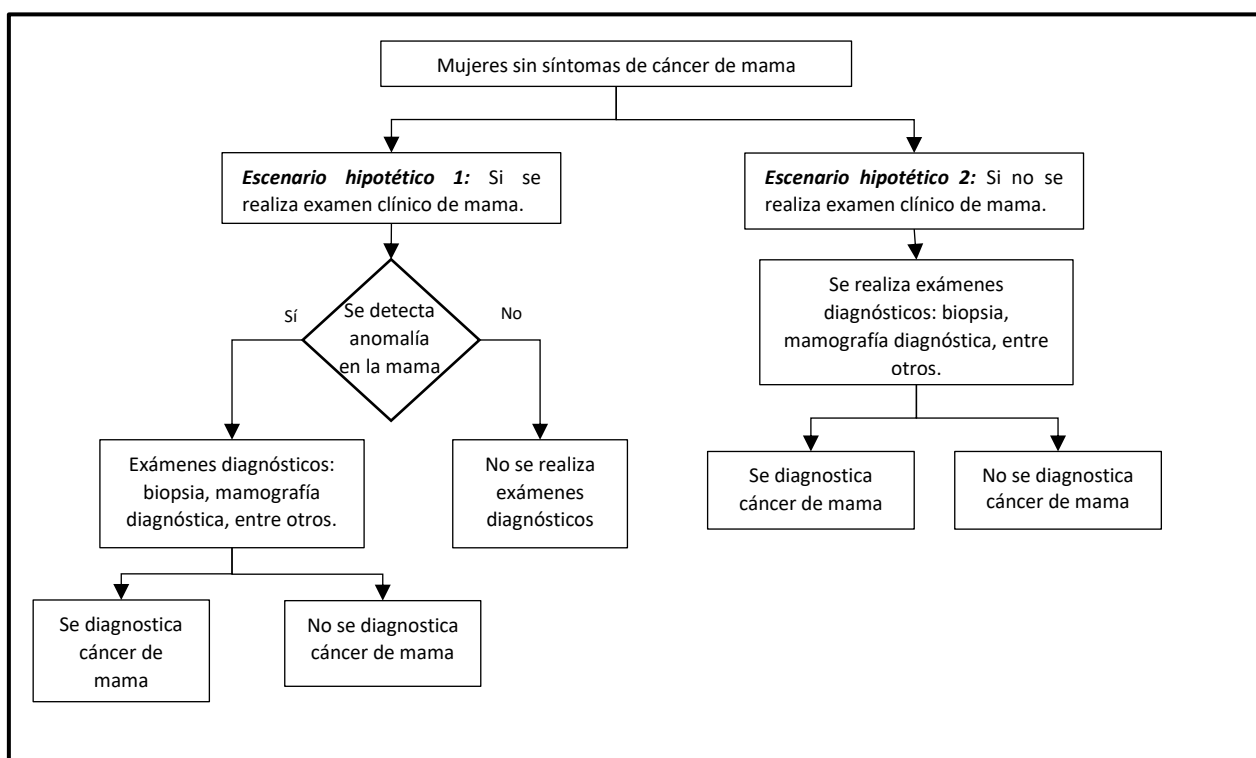 Mujeres sin síntomas de cáncer de mama
Escenario hipotético 1: Si se
realiza examen clínico de mama.
Escenario hipotético 2: Si no se
realiza examen clínico de mama.
Se detecta
anomalía
en la mama
Sí
No
Se realiza exámenes
diagnósticos: biopsia,
mamografía diagnóstica, entre
otros.
Exámenes diagnósticos:
biopsia, mamografía
diagnóstica, entre otros.
No se realiza
exámenes
diagnósticos
Se diagnostica
cáncer de mama
No se diagnostica
cáncer de mama
Se diagnostica
cáncer de
mama
No se diagnostica
cáncer de mama